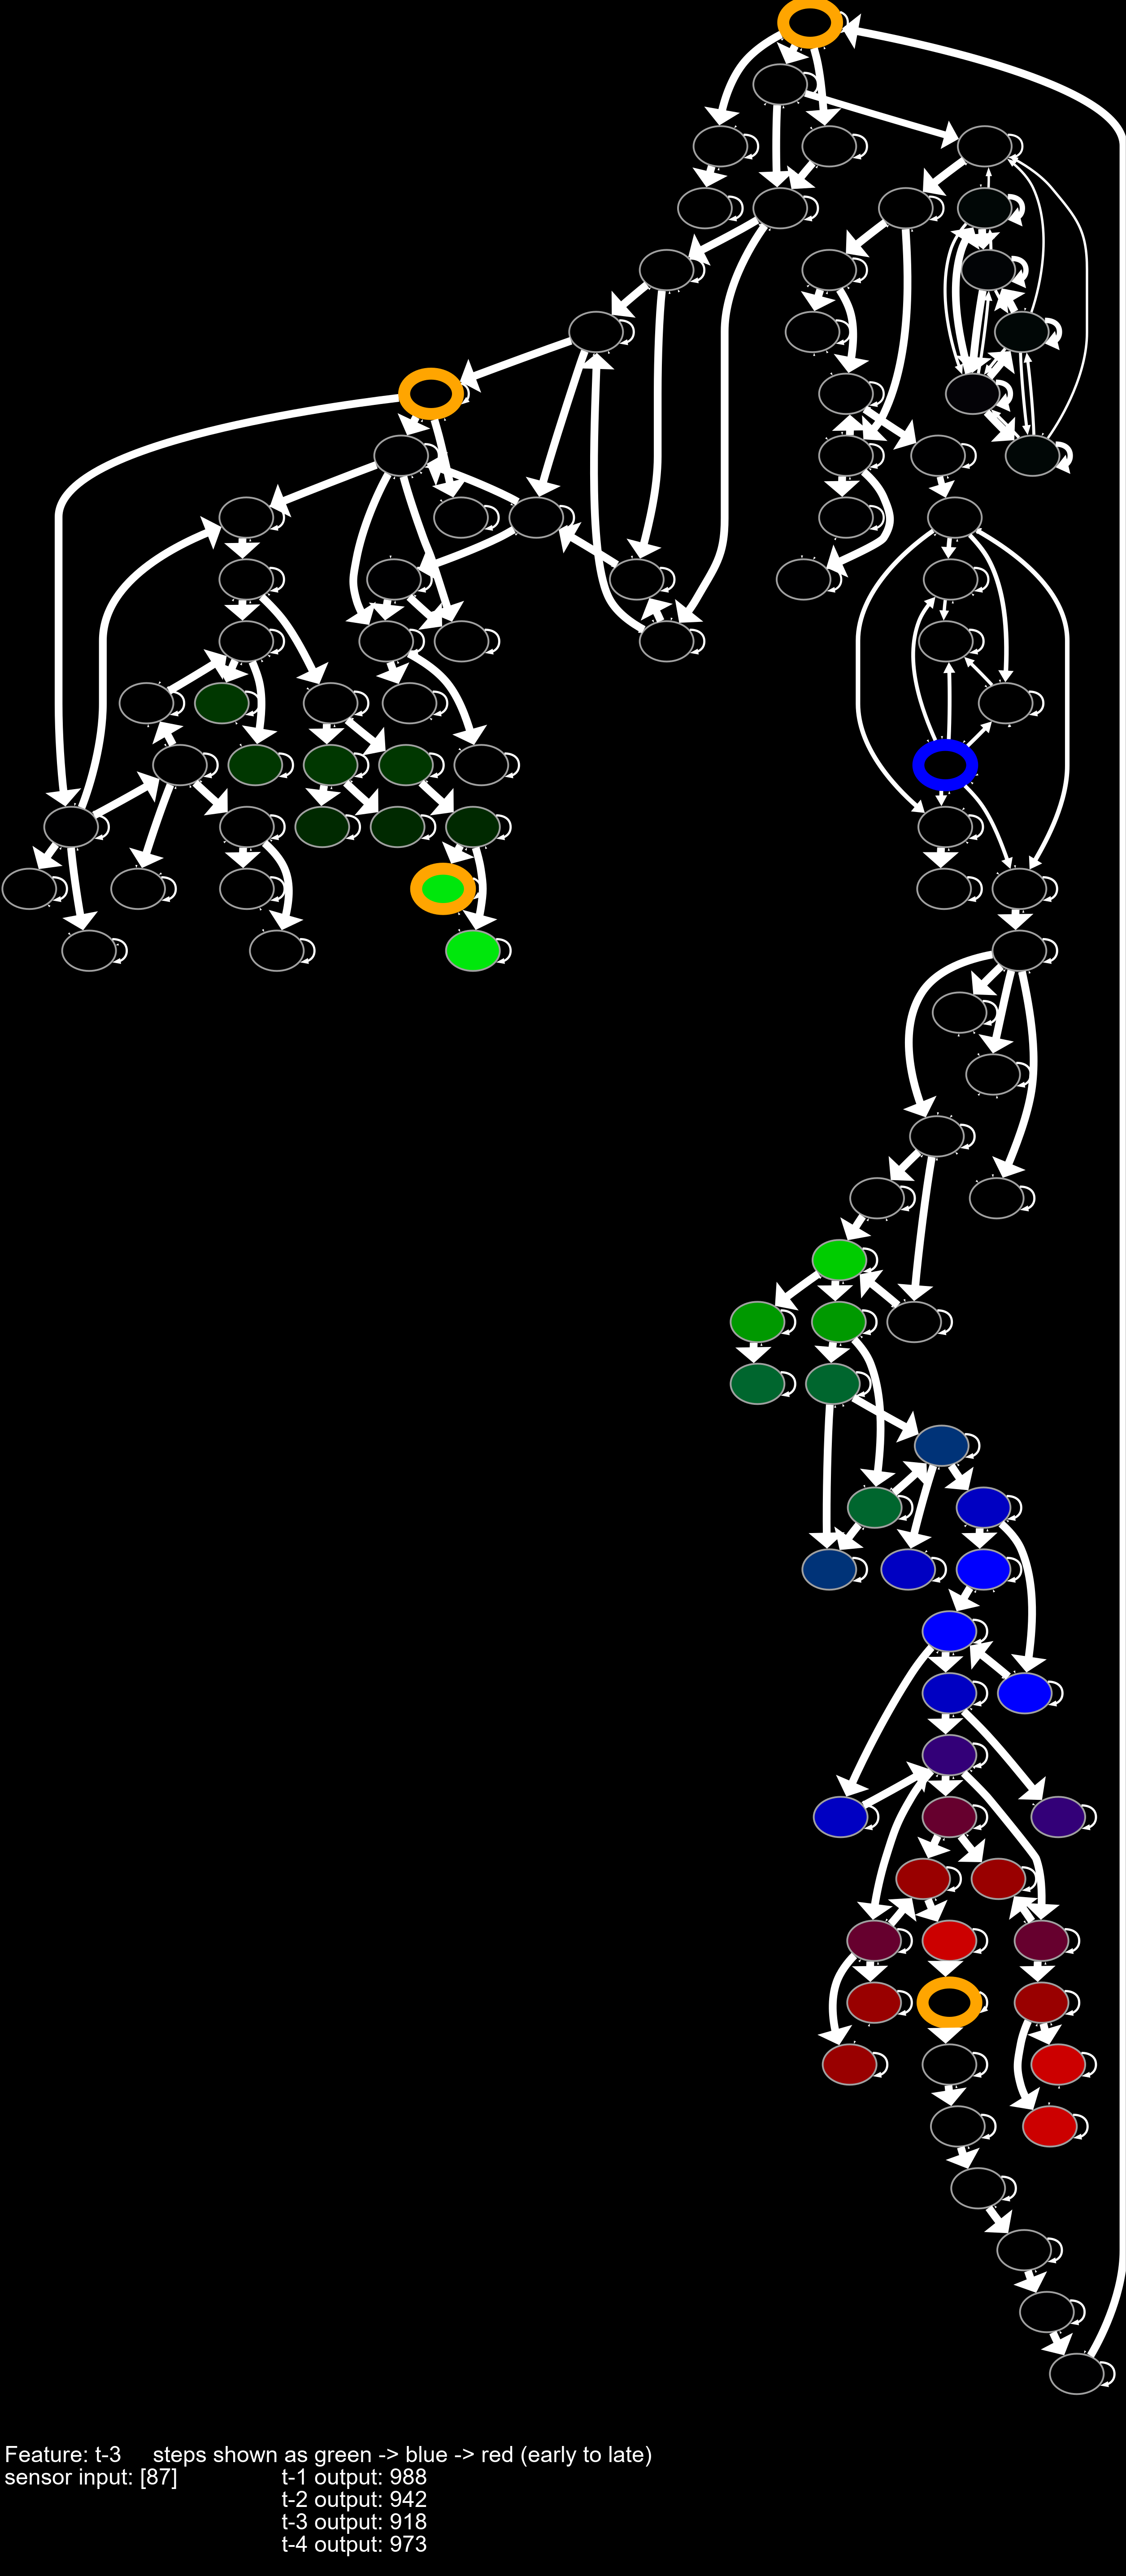 Feature: t-3 steps shown as green -> blue -> red (early to late)
sensor input: [87] t-1 output: 988
t-2 output: 942
t-3 output: 918
t-4 output: 973